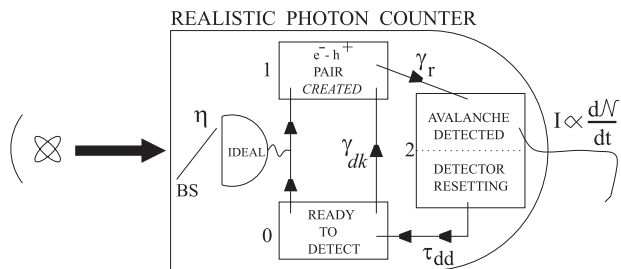 REALISTIC PHOTON COUNTER
e⁻-h⁺
1 PAIR
CREATED
γr
η
IDEAL
BS
γdk
AVALANCHE
DETECTED
2
DETECTOR
RESETTING
I ∝ dN/dt
READY
0 TO
DETECT
τdd